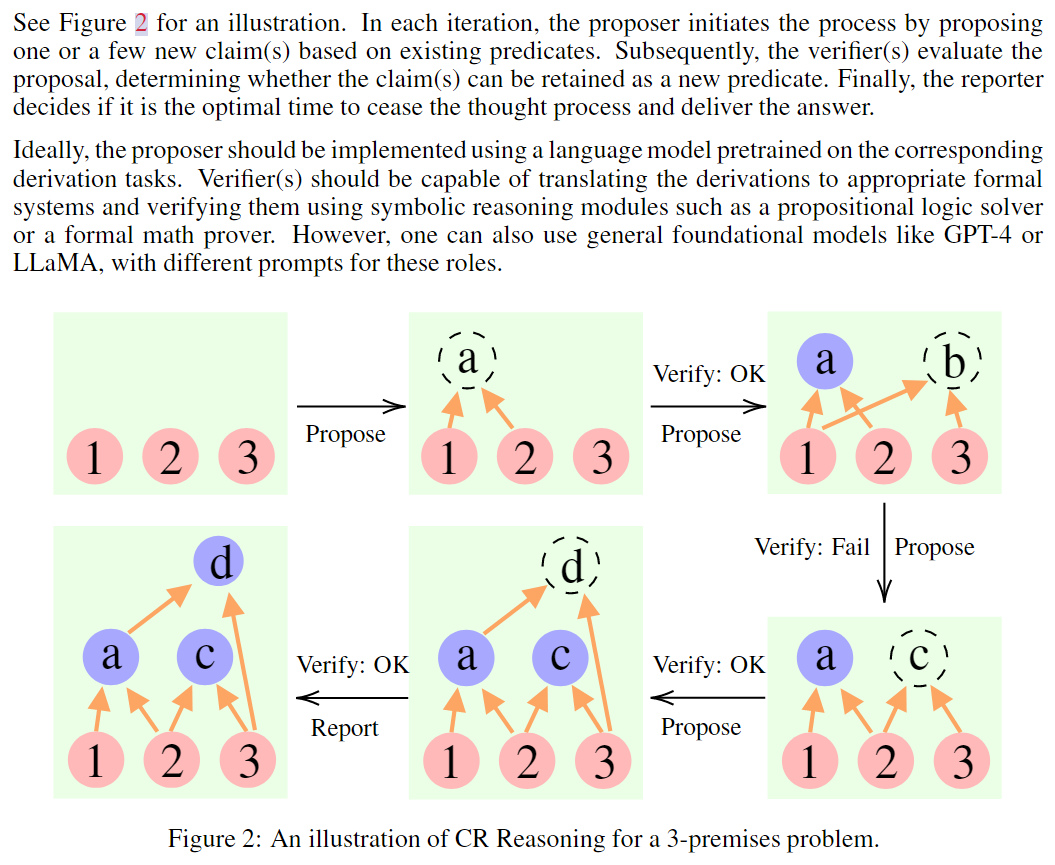 See Figure 2 for an illustration. In each iteration, the proposer initiates the process by proposing
one or a few new claim(s) based on existing predicates. Subsequently, the verifier(s) evaluate the
proposal, determining whether the claim(s) can be retained as a new predicate. Finally, the reporter
decides if it is the optimal time to cease the thought process and deliver the answer.
Ideally, the proposer should be implemented using a language model pretrained on the corresponding
derivation tasks. Verifier(s) should be capable of translating the derivations to appropriate formal
systems and verifying them using symbolic reasoning modules such as a propositional logic solver
or a formal math prover. However, one can also use general foundational models like GPT-4 or
LLaMA, with different prompts for these roles.
1 2 3
Propose
a
1 2 3
Verify: OK
Propose
a b
1 2 3
Verify: Fail Propose
a c
1 2 3
Verify: OK
Propose
d
a c
1 2 3
Verify: OK
Report
d
a c
1 2 3
Figure 2: An illustration of CR Reasoning for a 3-premises problem.